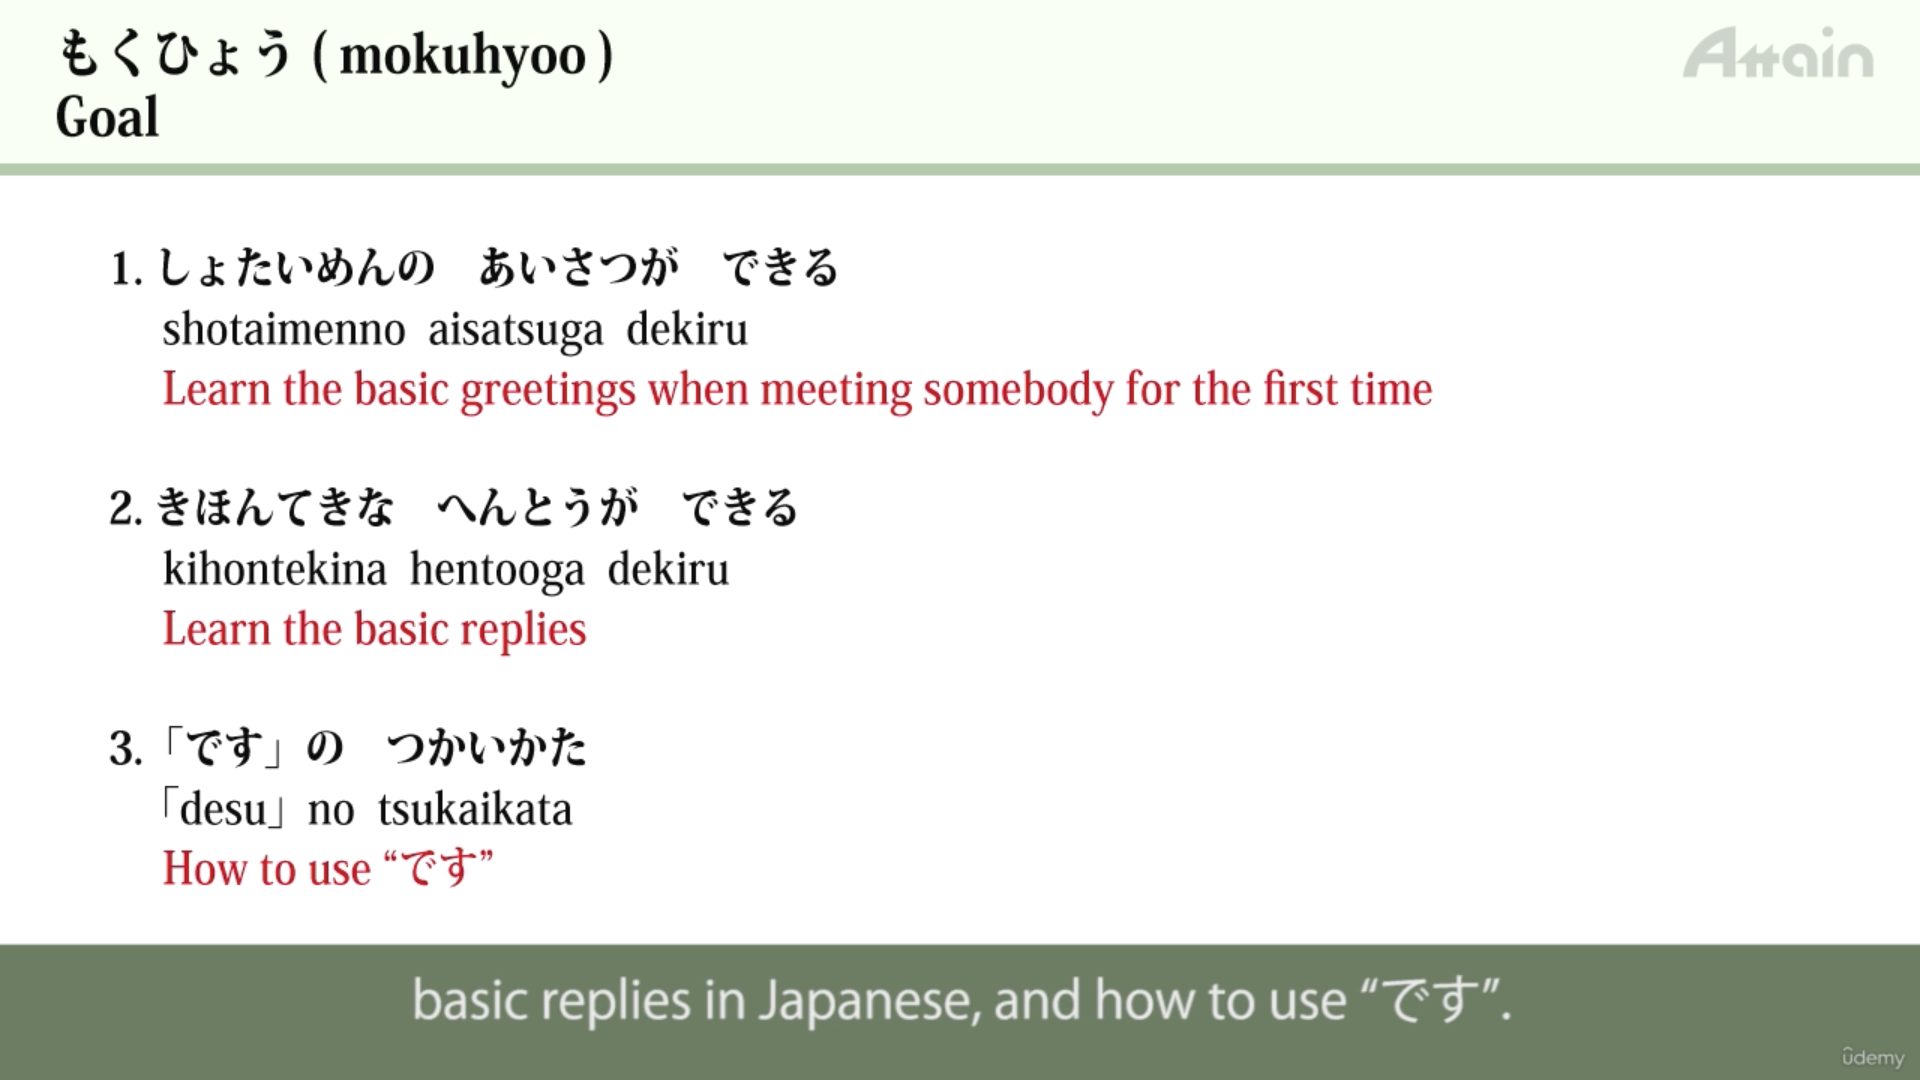 もくひょう ( mokuhyoo )
Attain
Goal
1. しょたいめんの　あいさつが　できる
shotaimenno aisatsuga dekiru
Learn the basic greetings when meeting somebody for the first time
2. きほんてきな　へんとうが　できる
kihontekina hentooga dekiru
Learn the basic replies
3. 「です」の　つかいかた
「desu」no tsukaikata
How to use “です”
basic replies in Japanese, and how to use “です”.
ûdemy